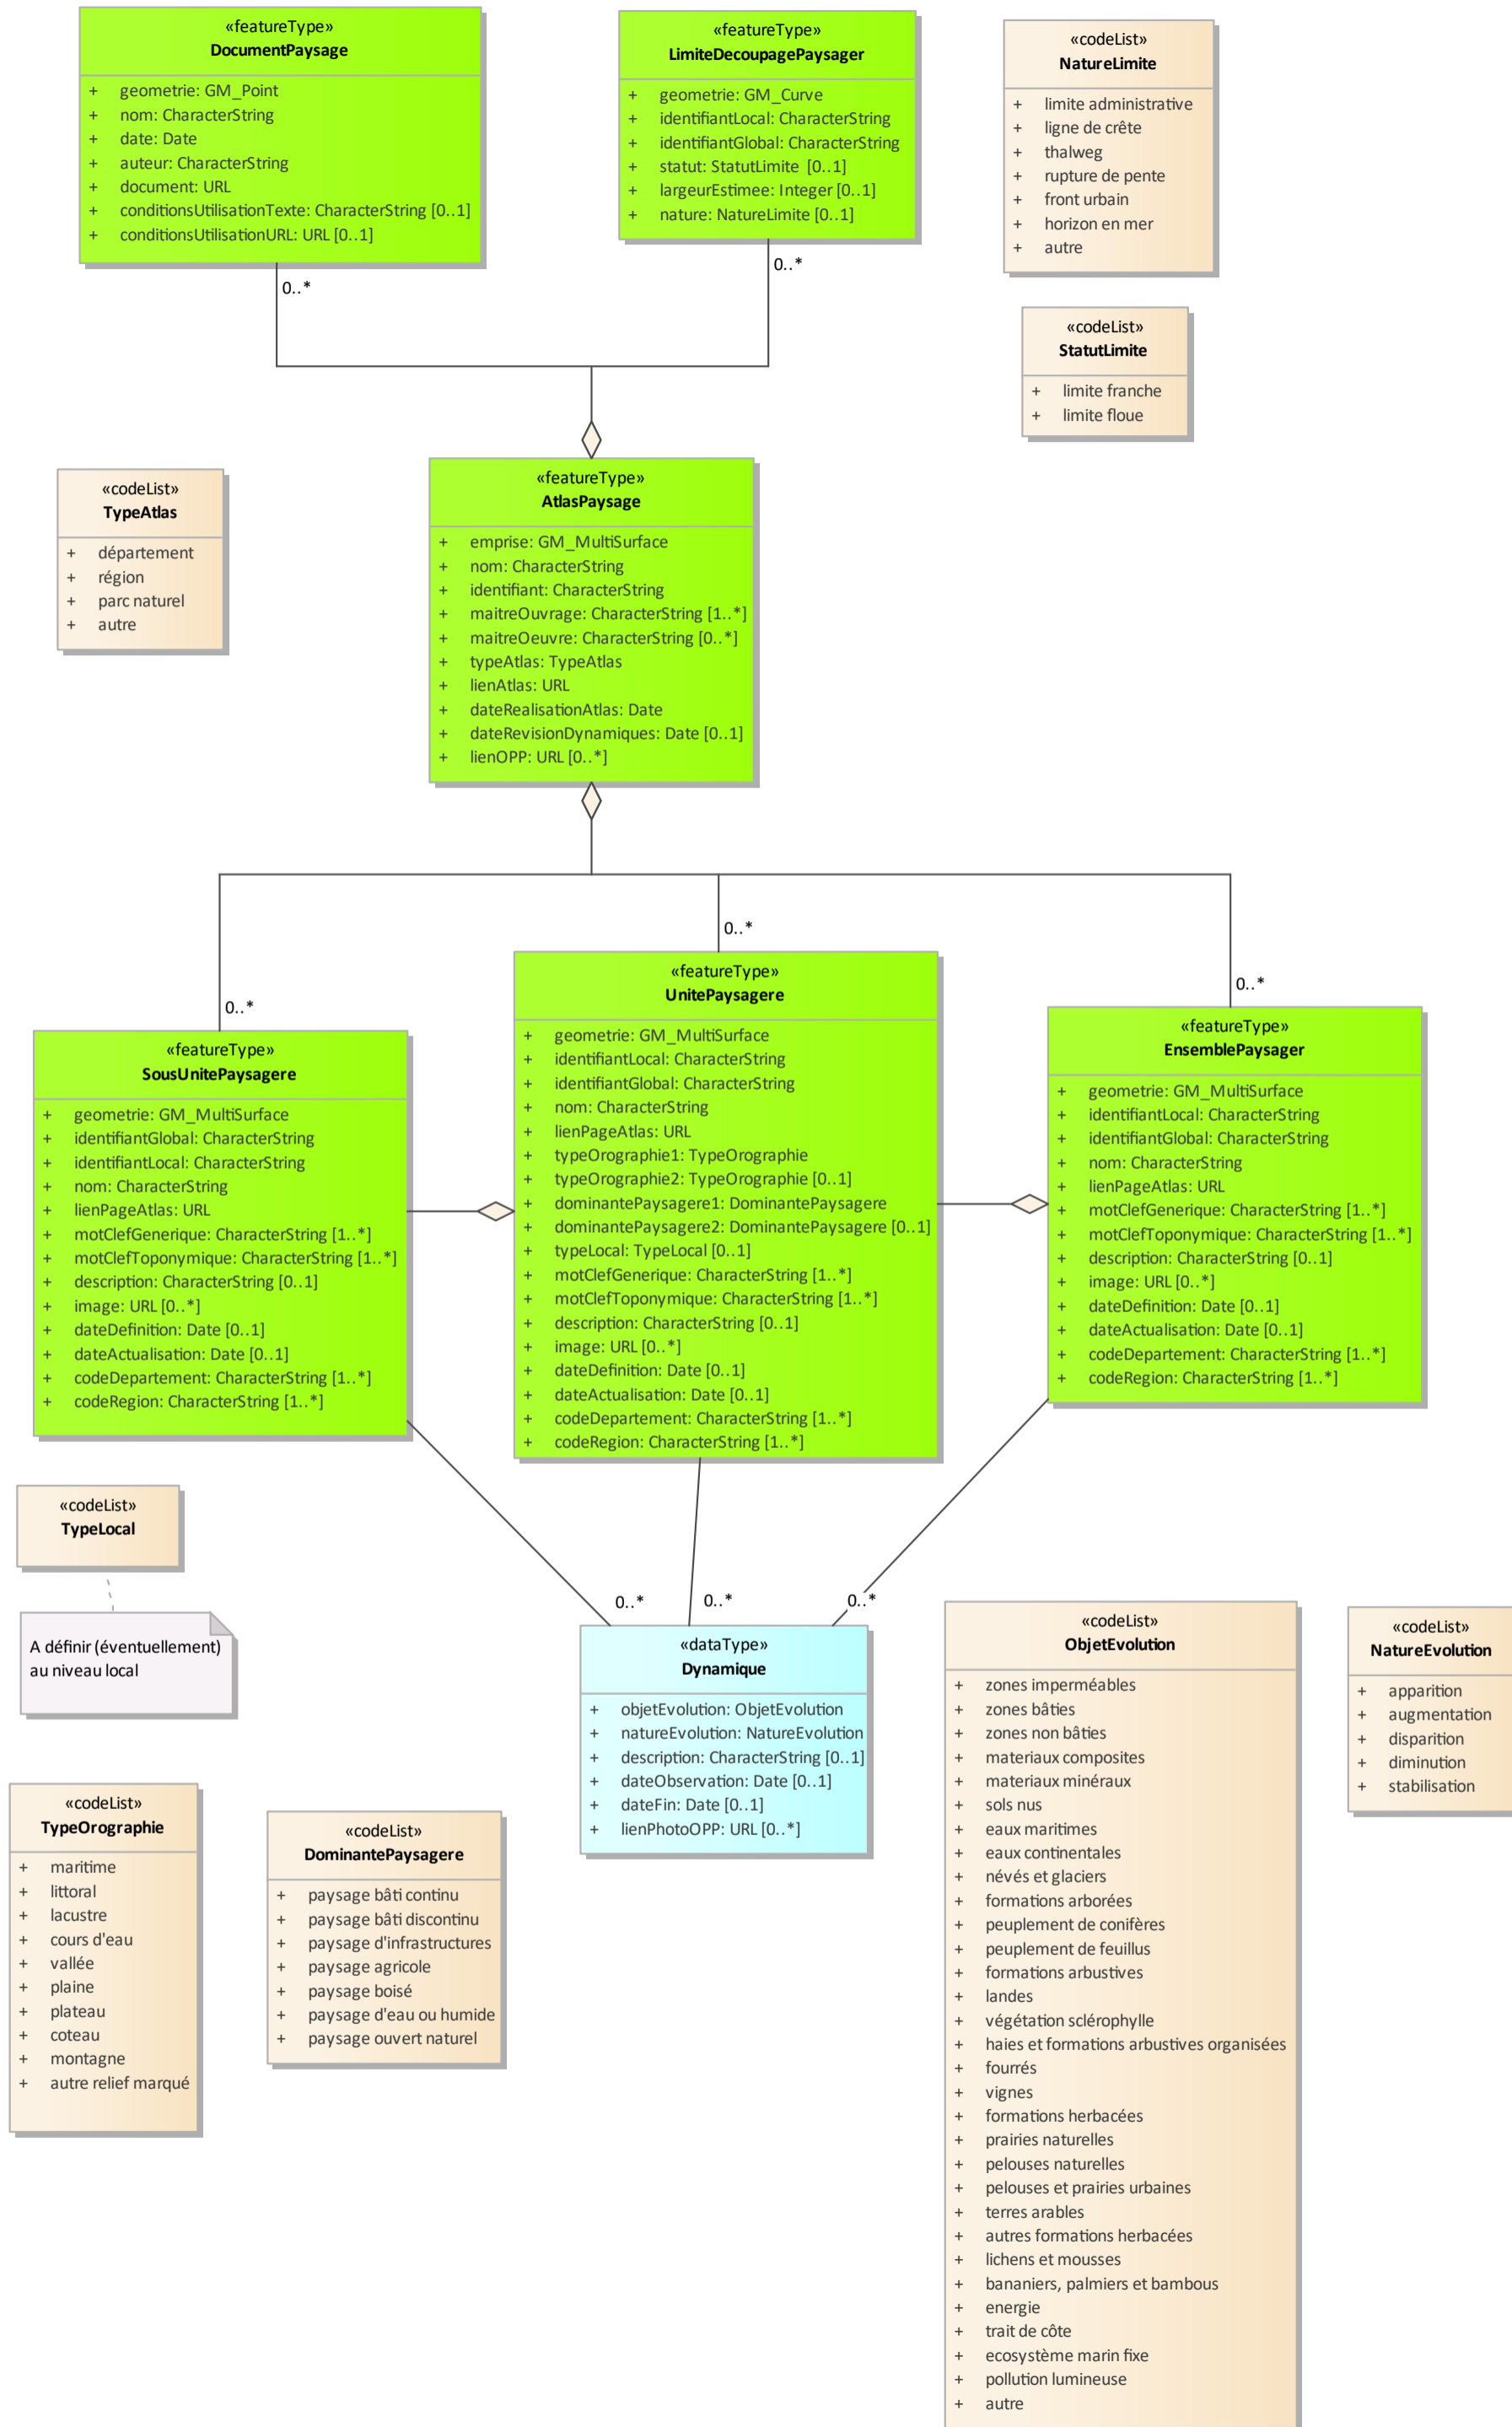 «featureType»
DocumentPaysage
+ geometrie: GM_Point
+ nom: CharacterString
+ date: Date
+ auteur: CharacterString
+ document: URL
+ conditionsUtilisationTexte: CharacterString [0..1]
+ conditionsUtilisationURL: URL [0..1]
0..*
«featureType»
LimiteDecoupagePaysager
+ geometrie: GM_Curve
+ identifiantLocal: CharacterString
+ identifiantGlobal: CharacterString
+ statut: StatutLimite [0..1]
+ largeurEstimee: Integer [0..1]
+ nature: NatureLimite [0..1]
0..*
«codeList»
NatureLimite
+ limite administrative
+ ligne de crête
+ thalweg
+ rupture de pente
+ front urbain
+ horizon en mer
+ autre
«codeList»
StatutLimite
+ limite franche
+ limite floue
«codeList»
TypeAtlas
+ département
+ région
+ parc naturel
+ autre
«featureType»
AtlasPaysage
+ emprise: GM_MultiSurface
+ nom: CharacterString
+ identifiant: CharacterString
+ maitreOuvrage: CharacterString [1..*]
+ maitreOeuvre: CharacterString [0..*]
+ typeAtlas: TypeAtlas
+ lienAtlas: URL
+ dateRealisationAtlas: Date
+ dateRevisionDynamiques: Date [0..1]
+ lienOPP: URL [0..*]
0..*
«featureType»
SousUnitePaysagere
+ geometrie: GM_MultiSurface
+ identifiantGlobal: CharacterString
+ identifiantLocal: CharacterString
+ nom: CharacterString
+ lienPageAtlas: URL
+ motClefGenerique: CharacterString [1..*]
+ motClefToponymique: CharacterString [1..*]
+ description: CharacterString [0..1]
+ image: URL [0..*]
+ dateDefinition: Date [0..1]
+ dateActualisation: Date [0..1]
+ codeDepartement: CharacterString [1..*]
+ codeRegion: CharacterString [1..*]
0..*
«featureType»
UnitePaysagere
+ geometrie: GM_MultiSurface
+ identifiantLocal: CharacterString
+ identifiantGlobal: CharacterString
+ nom: CharacterString
+ lienPageAtlas: URL
+ typeOrographie1: TypeOrographie
+ typeOrographie2: TypeOrographie [0..1]
+ dominantePaysagere1: DominantePaysagere
+ dominantePaysagere2: DominantePaysagere [0..1]
+ typeLocal: TypeLocal [0..1]
+ motClefGenerique: CharacterString [1..*]
+ motClefToponymique: CharacterString [1..*]
+ description: CharacterString [0..1]
+ image: URL [0..*]
+ dateDefinition: Date [0..1]
+ dateActualisation: Date [0..1]
+ codeDepartement: CharacterString [1..*]
+ codeRegion: CharacterString [1..*]
0..*
«featureType»
EnsemblePaysager
+ geometrie: GM_MultiSurface
+ identifiantLocal: CharacterString
+ identifiantGlobal: CharacterString
+ nom: CharacterString
+ lienPageAtlas: URL
+ motClefGenerique: CharacterString [1..*]
+ motClefToponymique: CharacterString [1..*]
+ description: CharacterString [0..1]
+ image: URL [0..*]
+ dateDefinition: Date [0..1]
+ dateActualisation: Date [0..1]
+ codeDepartement: CharacterString [1..*]
+ codeRegion: CharacterString [1..*]
«codeList»
TypeLocal
A définir (éventuellement)
au niveau local
0..*
0..*
0..*
«dataType»
Dynamique
+ objetEvolution: ObjetEvolution
+ natureEvolution: NatureEvolution
+ description: CharacterString [0..1]
+ dateObservation: Date [0..1]
+ dateFin: Date [0..1]
+ lienPhotoOPP: URL [0..*]
«codeList»
ObjetEvolution
+ zones imperméables
+ zones bâties
+ zones non bâties
+ materiaux composites
+ materiaux minéraux
+ sols nus
+ eaux maritimes
+ eaux continentales
+ névés et glaciers
+ formations arborées
+ peuplement de conifères
+ peuplement de feuillus
+ formations arbustives
+ landes
+ végétation sclérophylle
+ haies et formations arbustives organisées
+ fourrés
+ vignes
+ formations herbacées
+ prairies naturelles
+ pelouses naturelles
+ pelouses et prairies urbaines
+ terres arables
+ autres formations herbacées
+ lichens et mousses
+ bananiers, palmiers et bambous
+ energie
+ trait de côte
+ ecosystème marin fixe
+ pollution lumineuse
+ autre
«codeList»
NatureEvolution
+ apparition
+ augmentation
+ disparition
+ diminution
+ stabilisation
«codeList»
TypeOrographie
+ maritime
+ littoral
+ lacustre
+ cours d'eau
+ vallée
+ plaine
+ plateau
+ coteau
+ montagne
+ autre relief marqué
«codeList»
DominantePaysagere
+ paysage bâti continu
+ paysage bâti discontinu
+ paysage d'infrastructures
+ paysage agricole
+ paysage boisé
+ paysage d'eau ou humide
+ paysage ouvert naturel